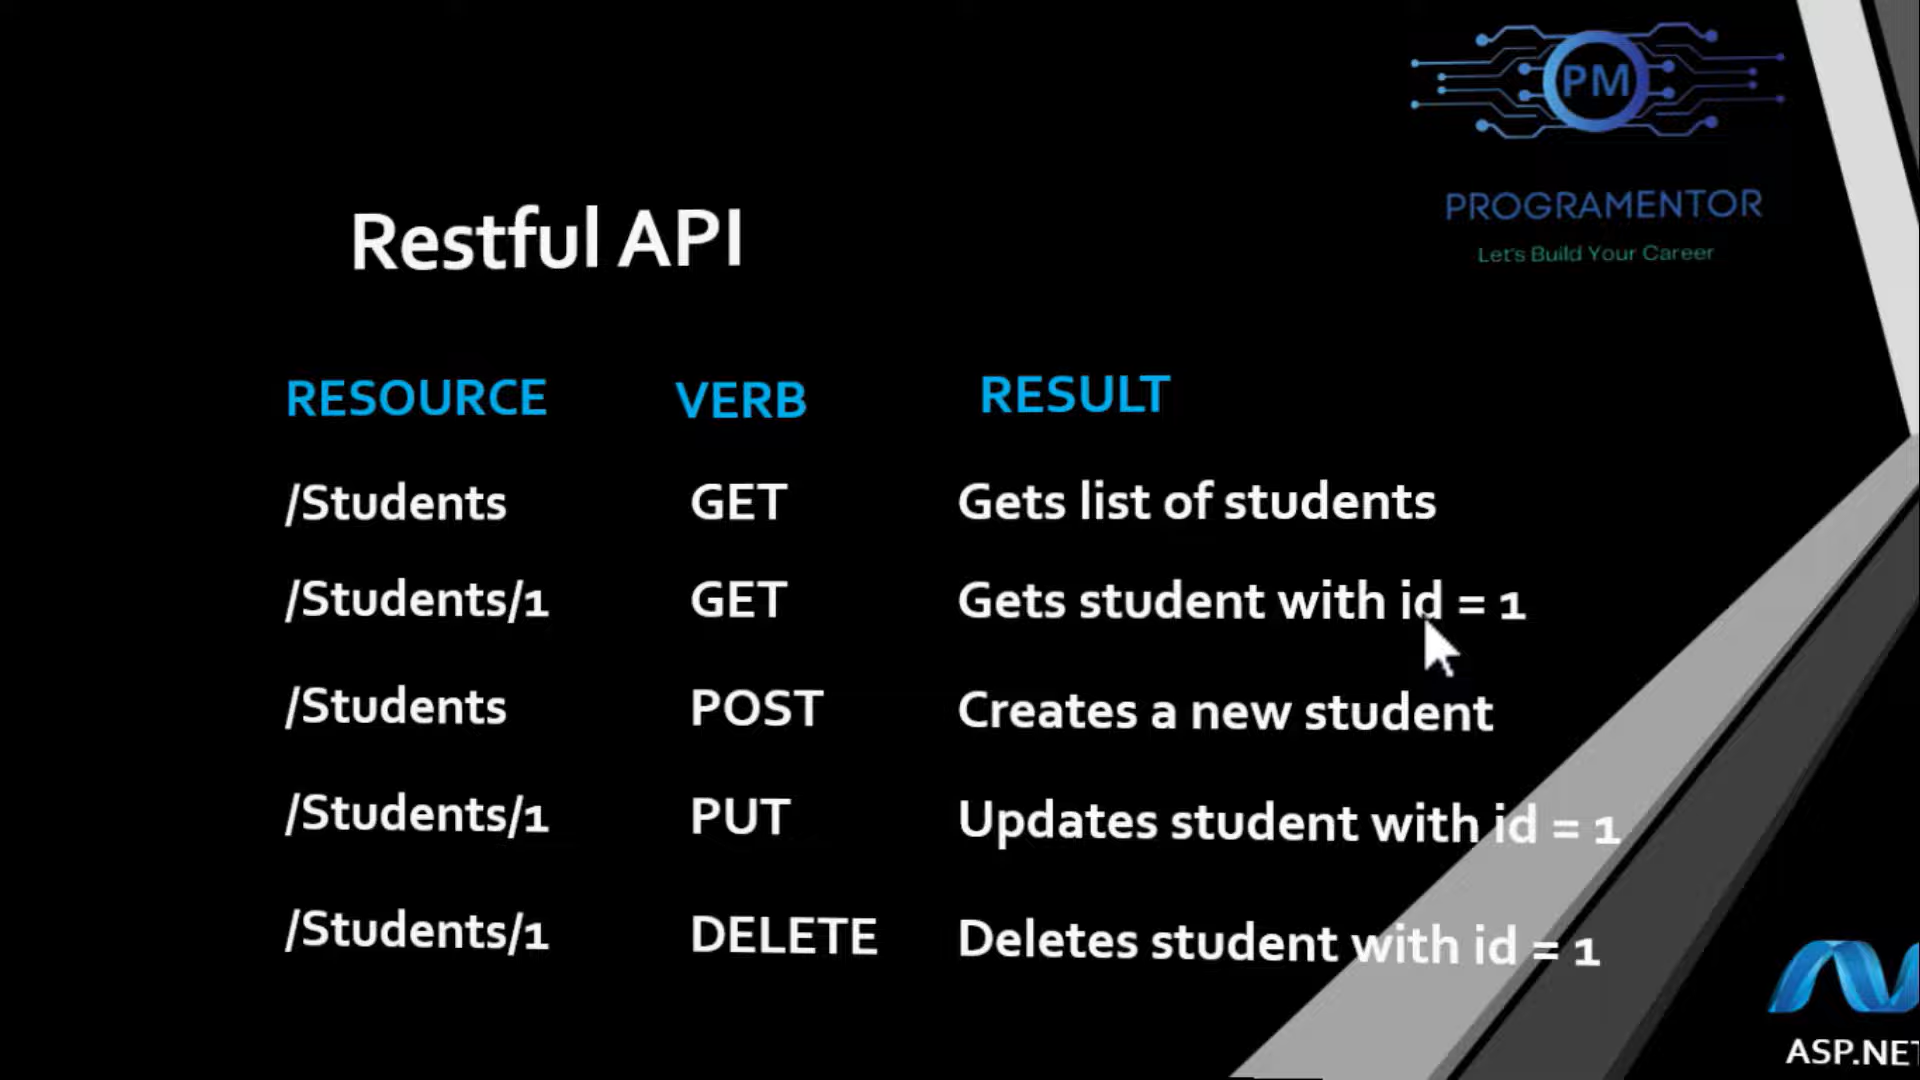 PM
PROGRAMENTOR
Let's Build Your Career
Restful API
RESOURCE VERB RESULT
/Students GET Gets list of students
/Students/1 GET Gets student with id = 1
/Students POST Creates a new student
/Students/1 PUT Updates student with id = 1
/Students/1 DELETE Deletes student with id = 1
ASP.NET